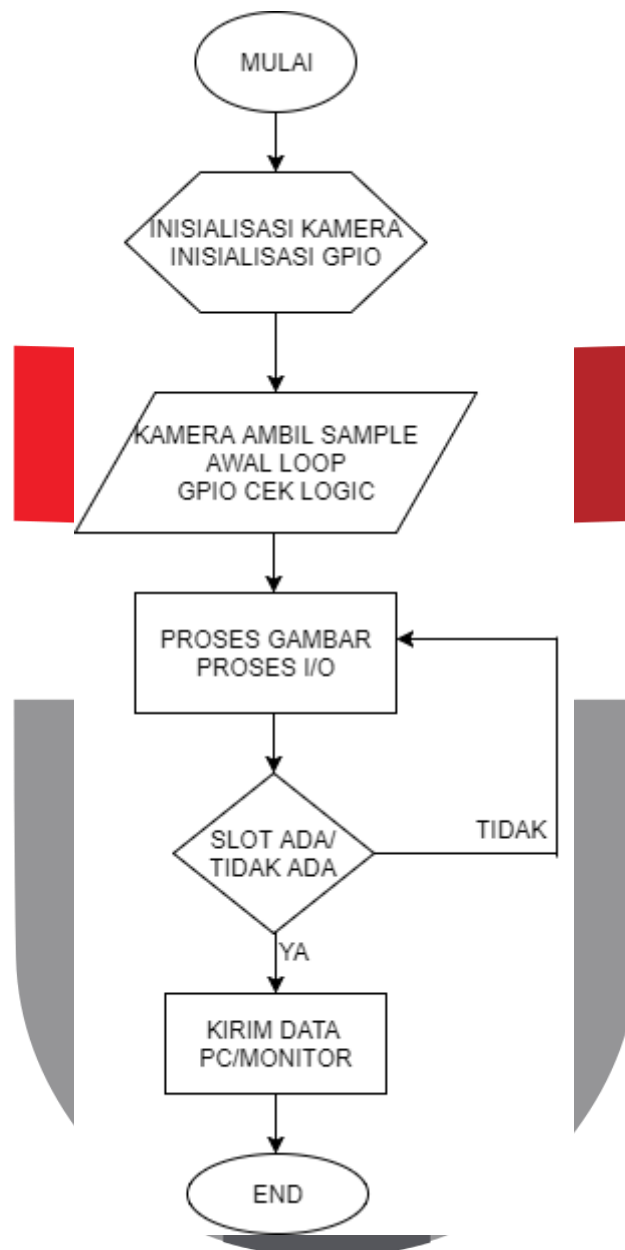 MULAI
INISIALISASI KAMERA
INISIALISASI GPIO
KAMERA AMBIL SAMPLE
AWAL LOOP
GPIO CEK LOGIC
PROSES GAMBAR
PROSES I/O
SLOT ADA/
TIDAK ADA
TIDAK
YA
KIRIM DATA
PC/MONITOR
END